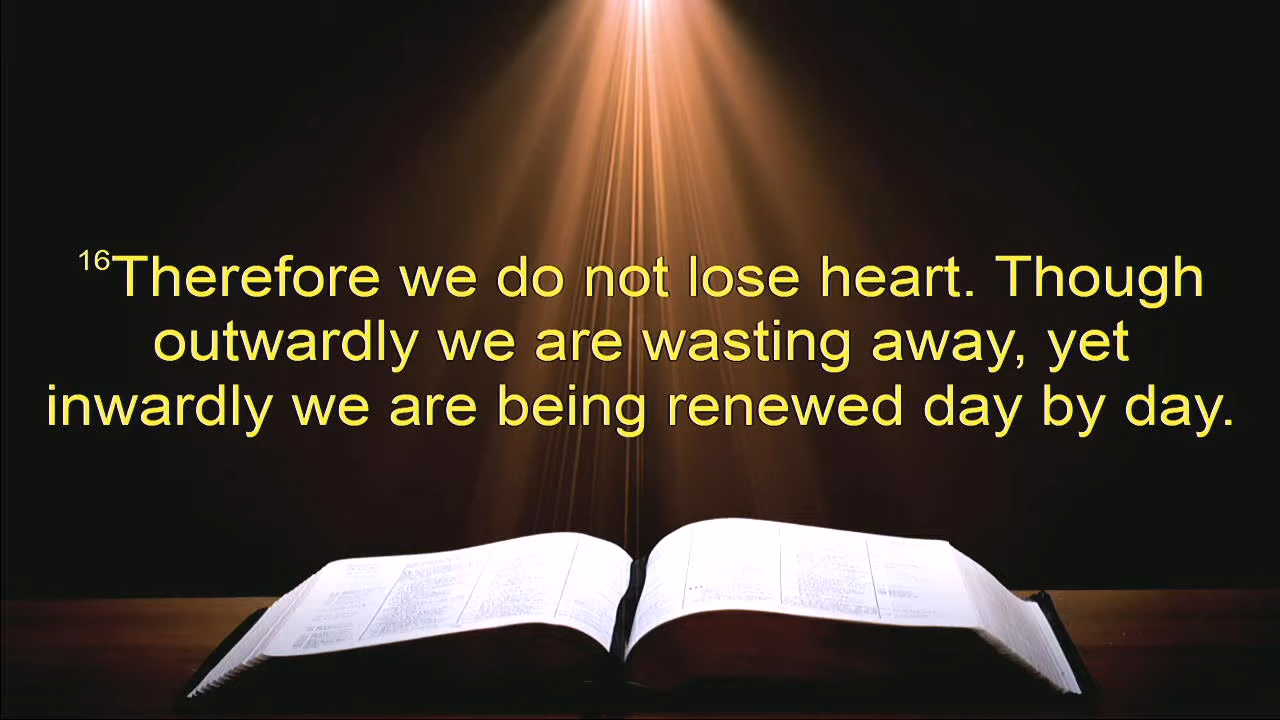 16Therefore we do not lose heart. Though
outwardly we are wasting away, yet
inwardly we are being renewed day by day.